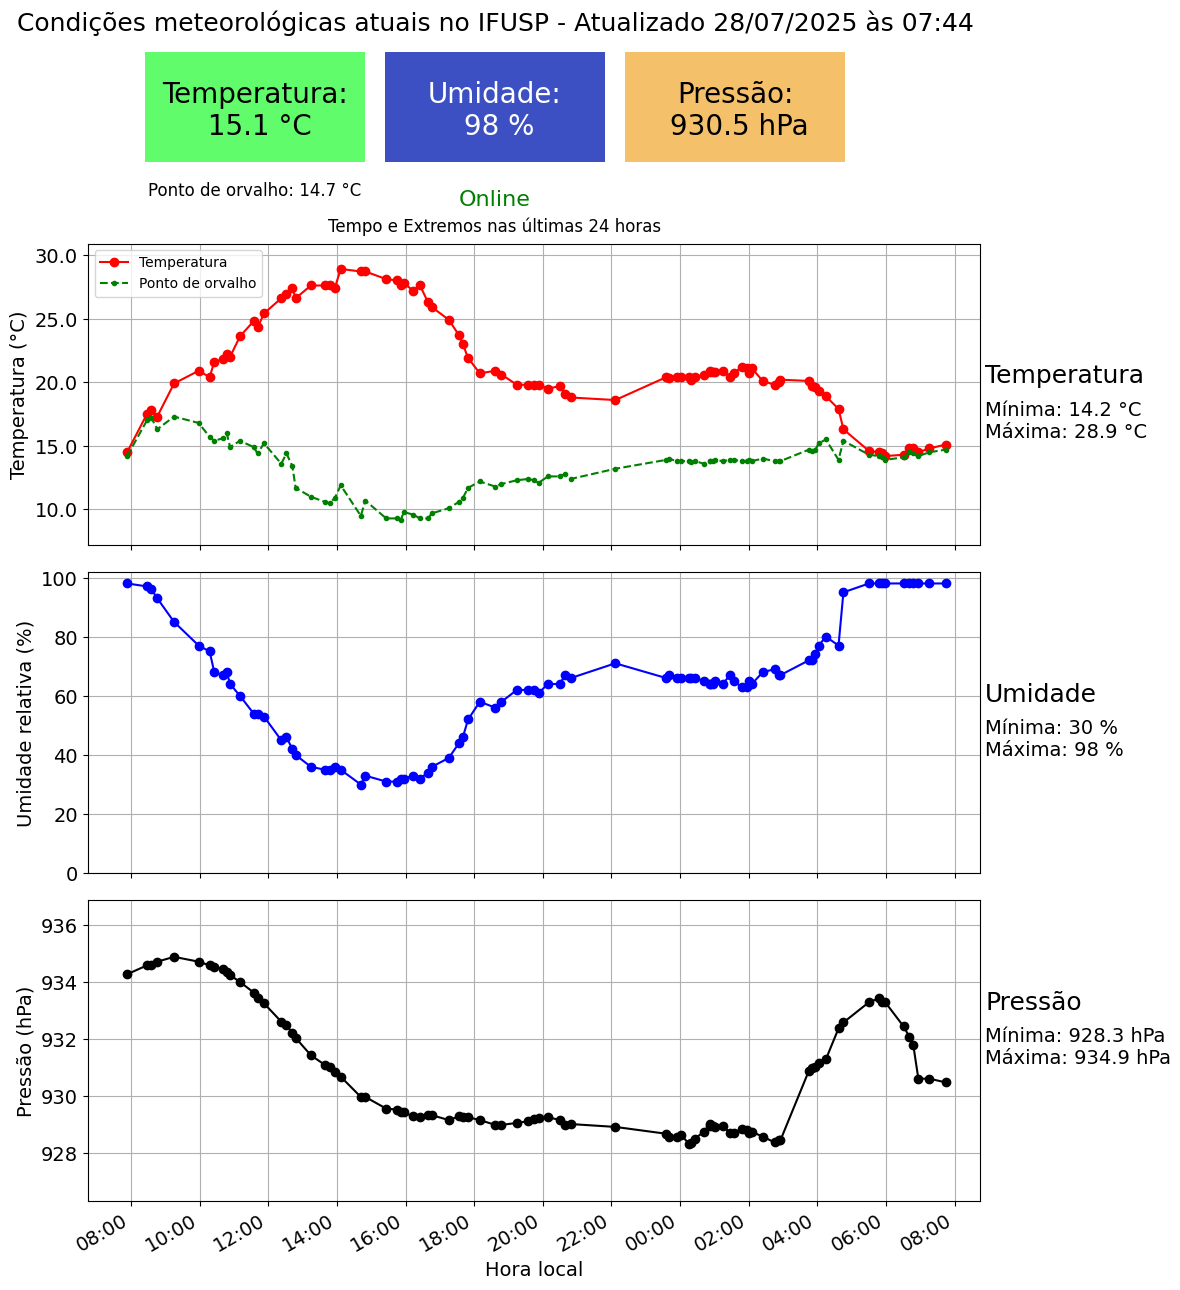 Condições meteorológicas atuais no IFUSP - Atualizado 28/07/2025 às 07:44
Temperatura:
15.1 °C
Umidade:
98 %
Pressão:
930.5 hPa
Ponto de orvalho: 14.7 °C
Online
Tempo e Extremos nas últimas 24 horas
Temperatura
Ponto de orvalho
Temperatura (°C)
30.0
25.0
20.0
15.0
10.0
Temperatura
Mínima: 14.2 °C
Máxima: 28.9 °C
Umidade relativa (%)
100
80
60
40
20
0
Umidade
Mínima: 30 %
Máxima: 98 %
Pressão (hPa)
936
934
932
930
928
Pressão
Mínima: 928.3 hPa
Máxima: 934.9 hPa
08:00
10:00
12:00
14:00
16:00
18:00
20:00
22:00
00:00
02:00
04:00
06:00
08:00
Hora local